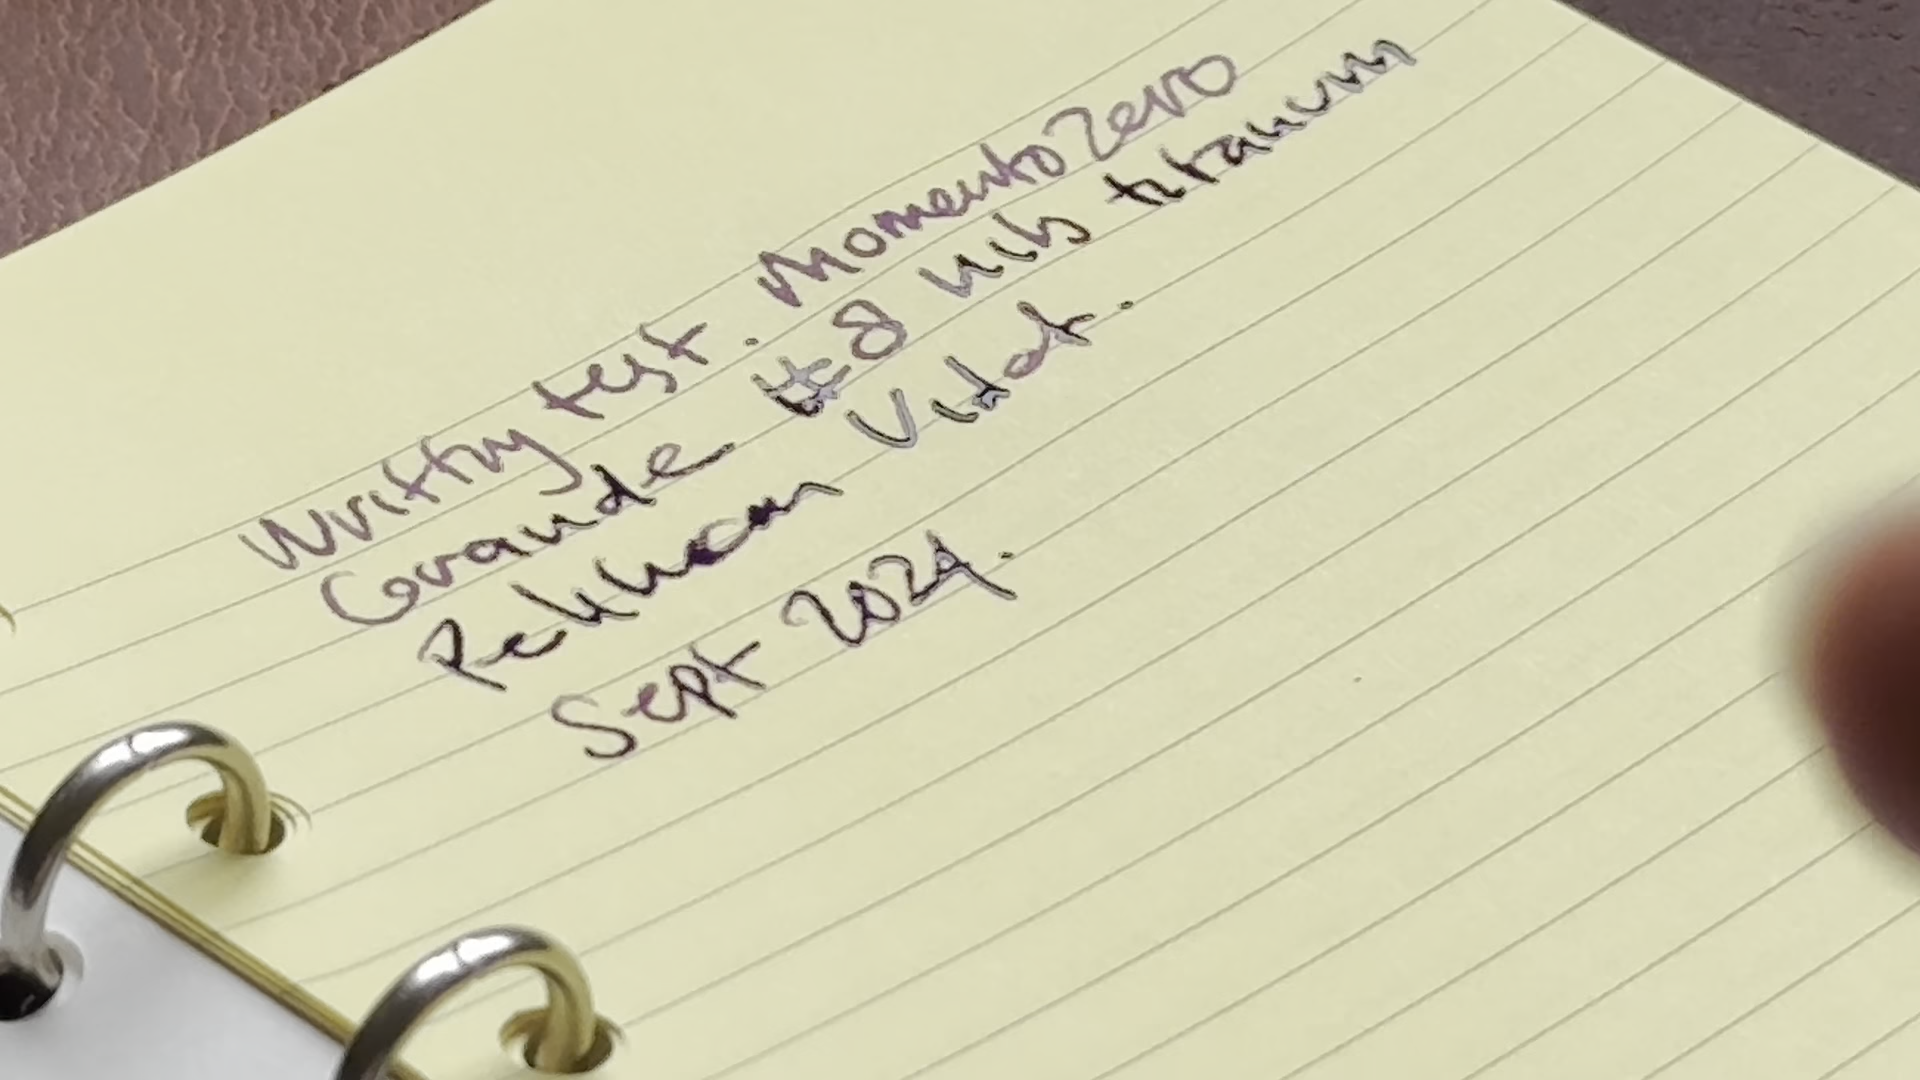 Writing test. Momento Zero
Grande #8 nib titanium
Pelikan Violet.
Sept 2024.